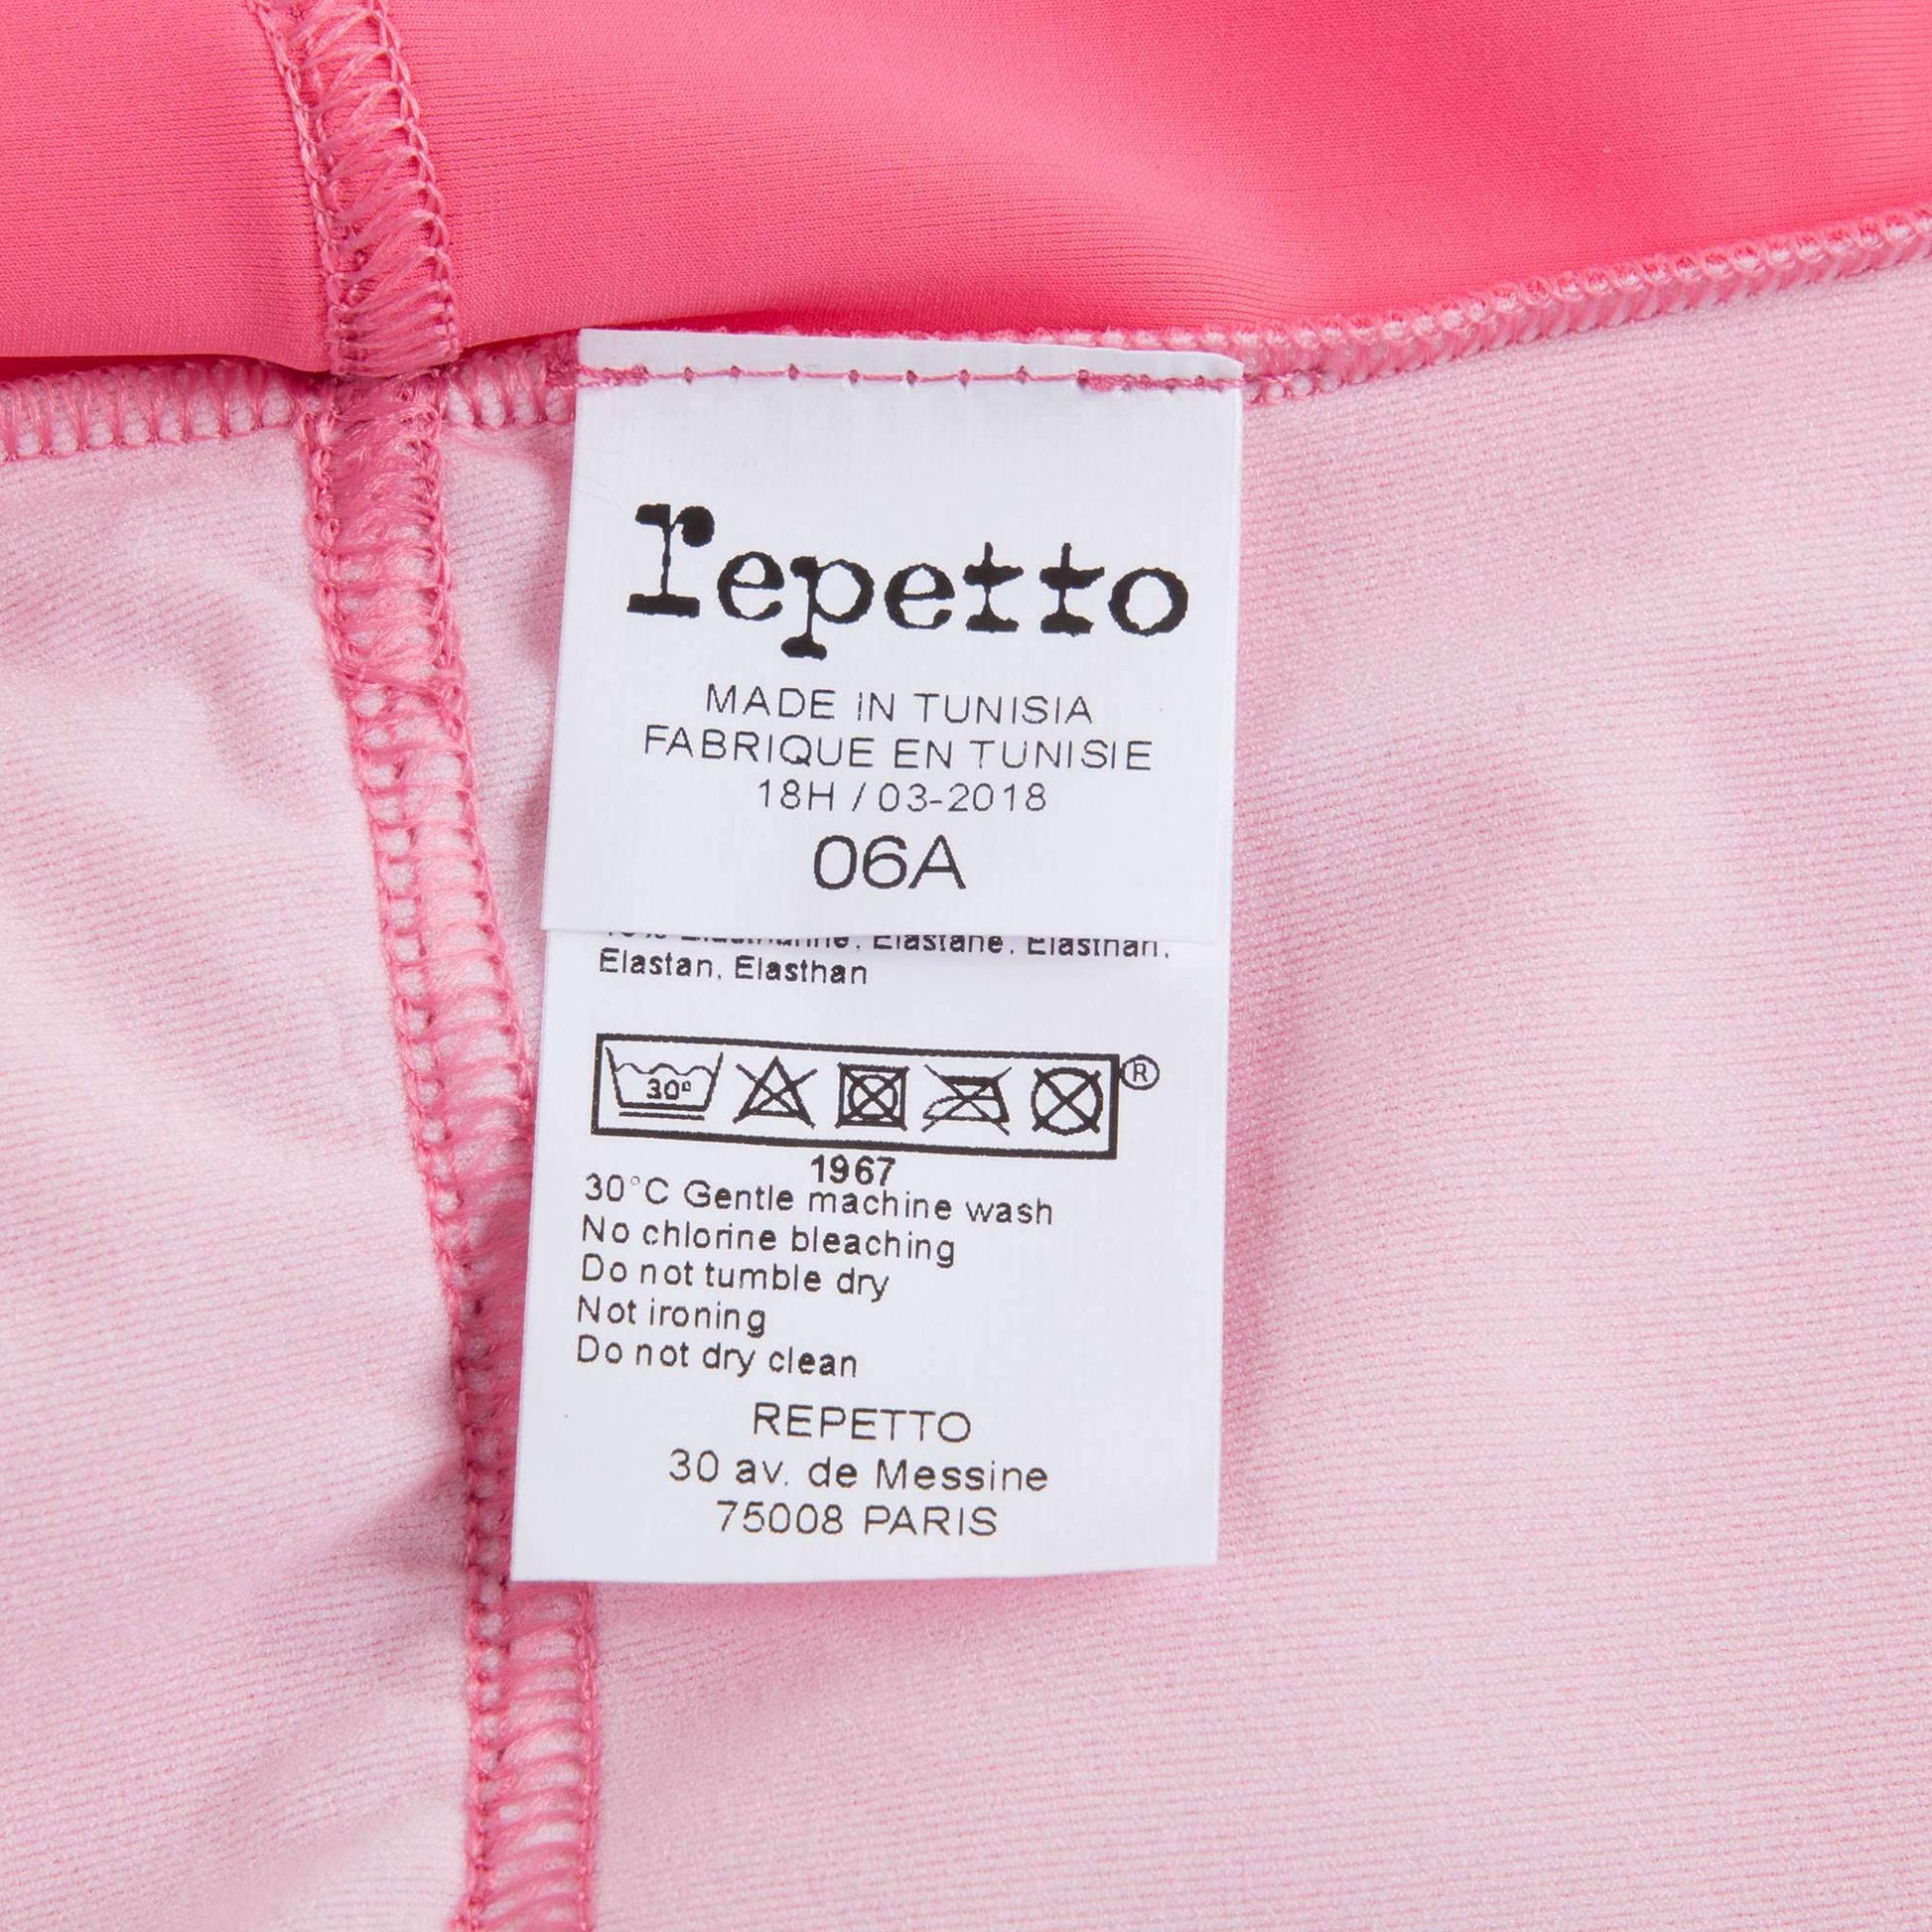 repetto
MADE IN TUNISIA
FABRIQUE EN TUNISIE
18H / 03-2018
06A
Elastane, Elasthan,
Elastan, Elasthan
30°
®
1967
30°C Gentle machine wash
No chlorine bleaching
Do not tumble dry
Not ironing
Do not dry clean
REPETTO
30 av. de Messine
75008 PARIS